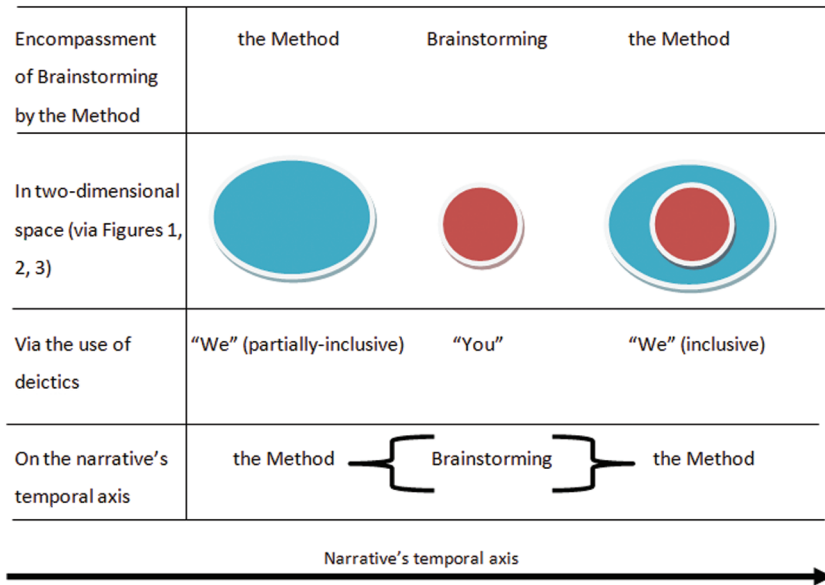 Encompassment
of Brainstorming
by the Method
the Method
Brainstorming
the Method
In two-dimensional
space (via Figures 1,
2, 3)
Via the use of
deictics
“We” (partially-inclusive)
“You”
“We” (inclusive)
On the narrative’s
temporal axis
the Method
Brainstorming
the Method
Narrative’s temporal axis